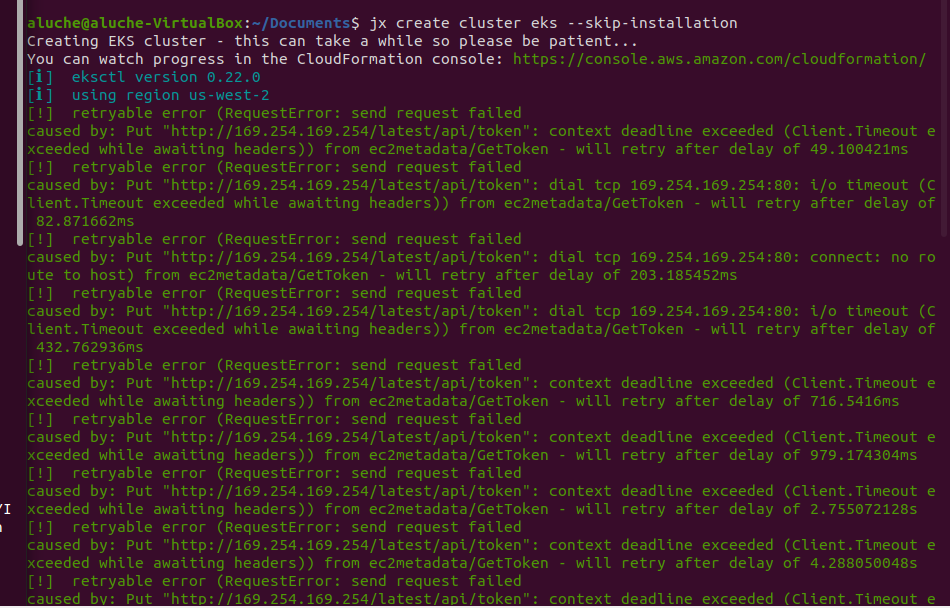 aluche@aluche-VirtualBox:~/Documents$ jx create cluster eks --skip-installation
Creating EKS cluster - this can take a while so please be patient...
You can watch progress in the CloudFormation console: https://console.aws.amazon.com/cloudformation/
[ℹ]  eksctl version 0.22.0
[ℹ]  using region us-west-2
[!]  retryable error (RequestError: send request failed
caused by: Put "http://169.254.169.254/latest/api/token": context deadline exceeded (Client.Timeout e
xceeded while awaiting headers)) from ec2metadata/GetToken - will retry after delay of 49.100421ms
[!]  retryable error (RequestError: send request failed
caused by: Put "http://169.254.169.254/latest/api/token": dial tcp 169.254.169.254:80: i/o timeout (C
lient.Timeout exceeded while awaiting headers)) from ec2metadata/GetToken - will retry after delay of
82.871662ms
[!]  retryable error (RequestError: send request failed
caused by: Put "http://169.254.169.254/latest/api/token": dial tcp 169.254.169.254:80: connect: no ro
ute to host) from ec2metadata/GetToken - will retry after delay of 203.185452ms
[!]  retryable error (RequestError: send request failed
caused by: Put "http://169.254.169.254/latest/api/token": dial tcp 169.254.169.254:80: i/o timeout (C
lient.Timeout exceeded while awaiting headers)) from ec2metadata/GetToken - will retry after delay of
432.762936ms
[!]  retryable error (RequestError: send request failed
caused by: Put "http://169.254.169.254/latest/api/token": context deadline exceeded (Client.Timeout e
xceeded while awaiting headers)) from ec2metadata/GetToken - will retry after delay of 716.5416ms
[!]  retryable error (RequestError: send request failed
caused by: Put "http://169.254.169.254/latest/api/token": context deadline exceeded (Client.Timeout e
xceeded while awaiting headers)) from ec2metadata/GetToken - will retry after delay of 979.174304ms
[!]  retryable error (RequestError: send request failed
caused by: Put "http://169.254.169.254/latest/api/token": context deadline exceeded (Client.Timeout e
xceeded while awaiting headers)) from ec2metadata/GetToken - will retry after delay of 2.755072128s
[!]  retryable error (RequestError: send request failed
caused by: Put "http://169.254.169.254/latest/api/token": context deadline exceeded (Client.Timeout e
xceeded while awaiting headers)) from ec2metadata/GetToken - will retry after delay of 4.288050048s
[!]  retryable error (RequestError: send request failed
caused by: Put "http://169.254.169.254/latest/api/token": context deadline exceeded (Client.Timeout e